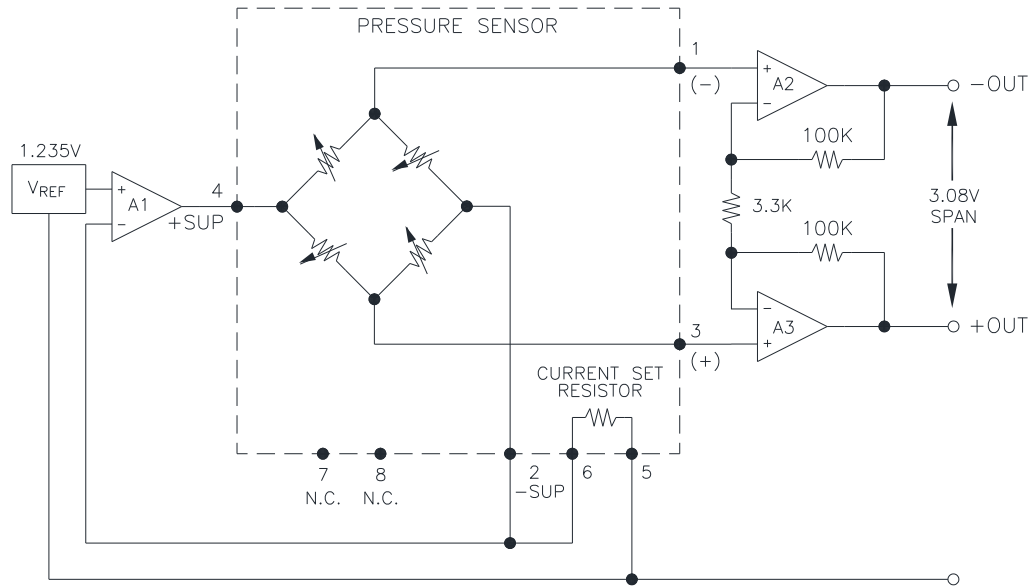 PRESSURE SENSOR
1
(-)
+
A2
-
-OUT
100K
1.235V
VREF
+
A1
-
4
+SUP
3.3K
3.08V
SPAN
100K
-
A3
+
+OUT
3
(+)
CURRENT SET
RESISTOR
7
N.C.
8
N.C.
2
-SUP
6
5